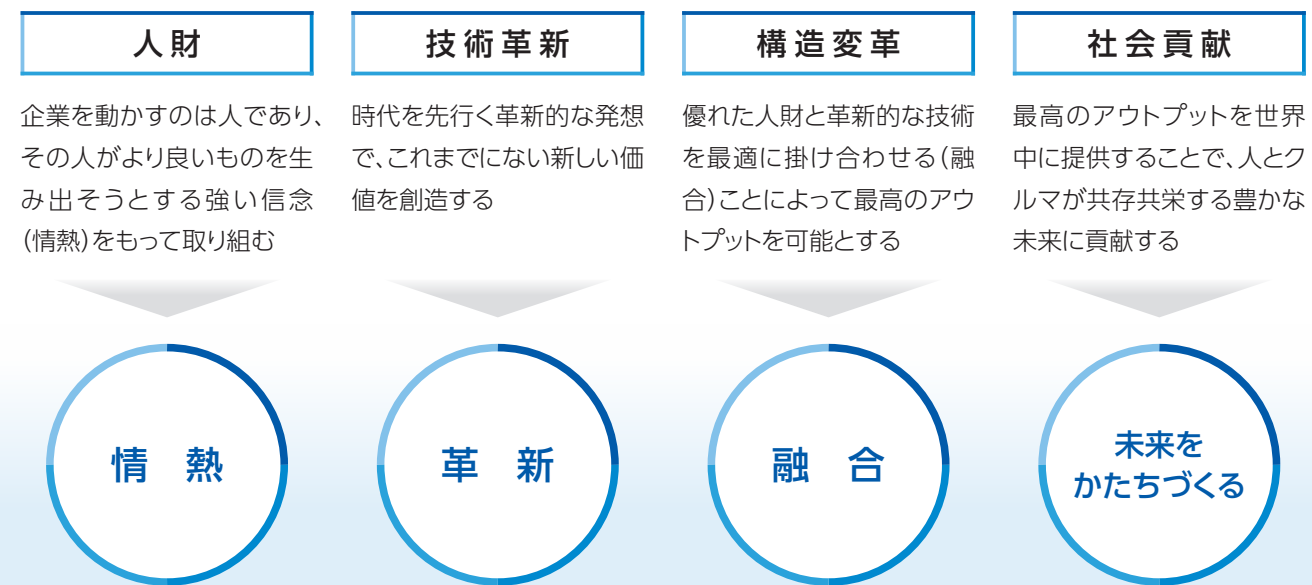 人財
企業を動かすのは人であり、
その人がより良いものを生
み出そうとする強い信念
(情熱)をもって取り組む
情 熱
技術革新
時代を先行く革新的な発想
で、これまでにない新しい価
値を創造する
革 新
構造変革
優れた人財と革新的な技術
を最適に掛け合わせる(融
合)ことによって最高のアウ
トプットを可能とする
融 合
社会貢献
最高のアウトプットを世界
中に提供することで、人とク
ルマが共存共栄する豊かな
未来に貢献する
未来を
かたちづくる